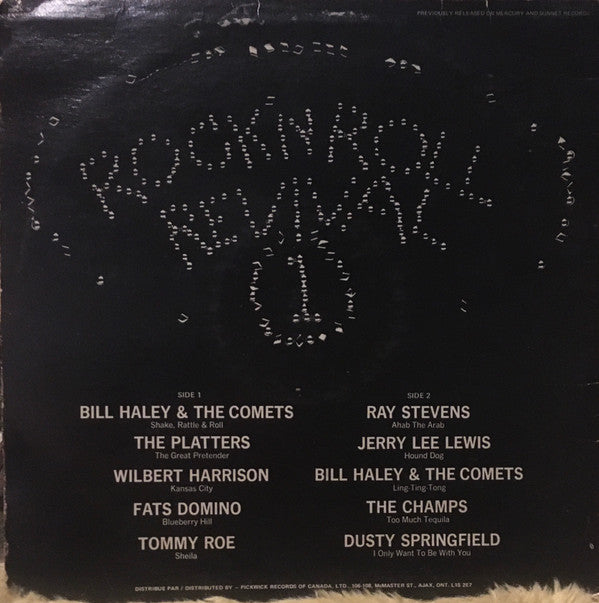 PREVIOUSLY RELEASED ON MERCURY AND SUNSET RECORDS
ROCK 'N' ROLL
REVIVAL
1
SIDE 1
BILL HALEY & THE COMETS
Shake, Rattle & Roll
THE PLATTERS
The Great Pretender
WILBERT HARRISON
Kansas City
FATS DOMINO
Blueberry Hill
TOMMY ROE
Sheila
SIDE 2
RAY STEVENS
Ahab The Arab
JERRY LEE LEWIS
Hound Dog
BILL HALEY & THE COMETS
Ling-Ting-Tong
THE CHAMPS
Too Much Tequila
DUSTY SPRINGFIELD
I Only Want To Be With You
DISTRIBUE PAR / DISTRIBUTED BY – PICKWICK RECORDS OF CANADA, LTD., 106-108, McMASTER ST., AJAX, ONT. L1S 2E7